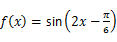 f(x) = sin(2x − π/6)